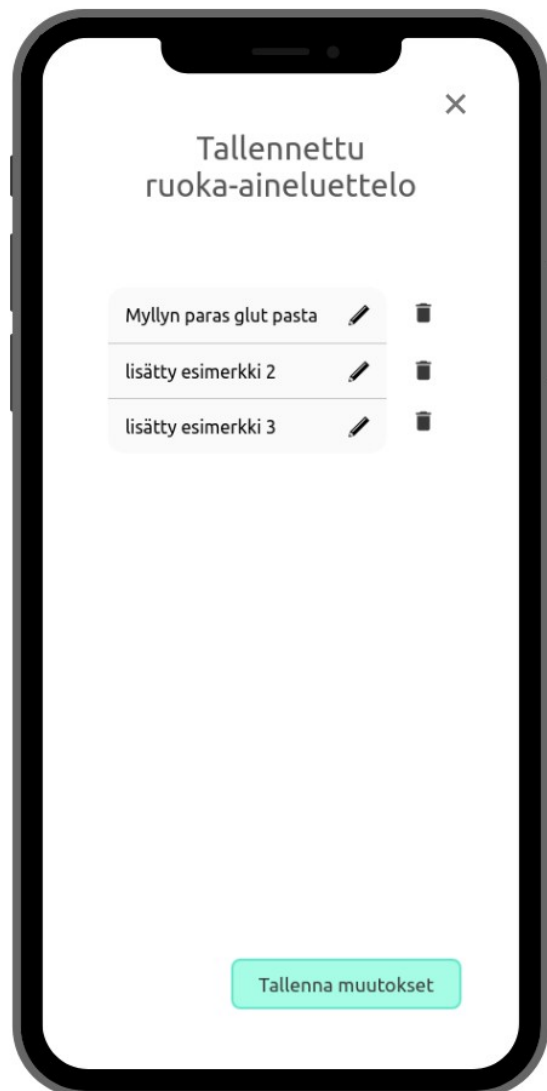 Tallennettu
ruoka-aineluettelo
Myllyn paras glut pasta
lisätty esimerkki 2
lisätty esimerkki 3
Tallenna muutokset